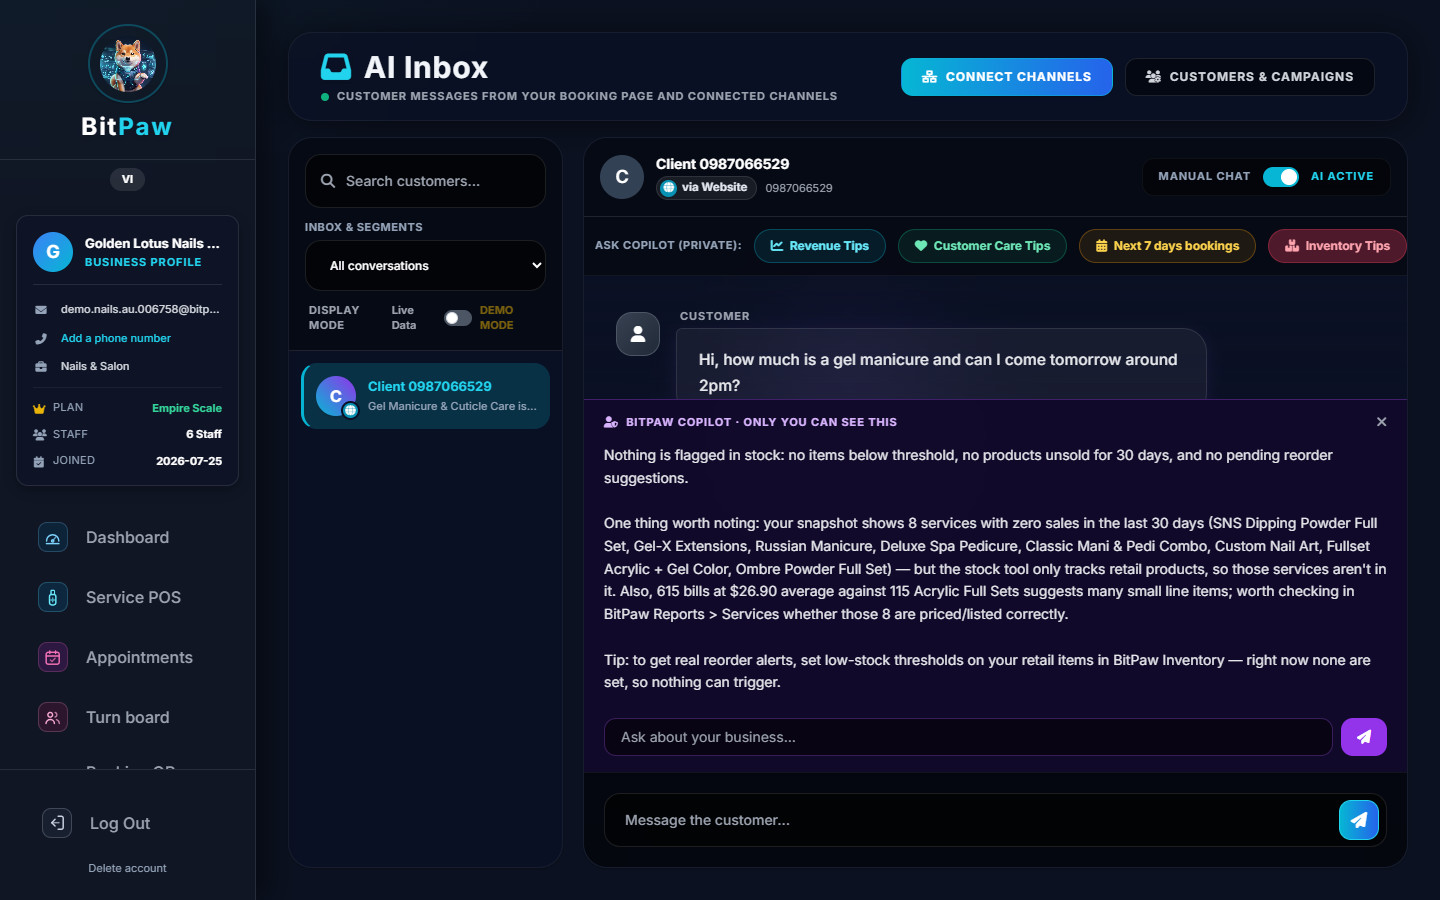 BitPaw
VI
G
Golden Lotus Nails ...
BUSINESS PROFILE
demo.nails.au.006758@bitp...
Add a phone number
Nails & Salon
PLAN
Empire Scale
STAFF
6 Staff
JOINED
2026-07-25
Dashboard
Service POS
Appointments
Turn board
Log Out
Delete account
AI Inbox
CUSTOMER MESSAGES FROM YOUR BOOKING PAGE AND CONNECTED CHANNELS
CONNECT CHANNELS
CUSTOMERS & CAMPAIGNS
Search customers...
INBOX & SEGMENTS
All conversations
DISPLAY MODE
Live Data
DEMO MODE
C
Client 0987066529
Gel Manicure & Cuticle Care is...
C
Client 0987066529
via Website
0987066529
MANUAL CHAT
AI ACTIVE
ASK COPILOT (PRIVATE):
Revenue Tips
Customer Care Tips
Next 7 days bookings
Inventory Tips
CUSTOMER
Hi, how much is a gel manicure and can I come tomorrow around
2pm?
BITPAW COPILOT · ONLY YOU CAN SEE THIS
Nothing is flagged in stock: no items below threshold, no products unsold for 30 days, and no pending reorder
suggestions.
One thing worth noting: your snapshot shows 8 services with zero sales in the last 30 days (SNS Dipping Powder Full
Set, Gel-X Extensions, Russian Manicure, Deluxe Spa Pedicure, Classic Mani & Pedi Combo, Custom Nail Art, Fullset
Acrylic + Gel Color, Ombre Powder Full Set) — but the stock tool only tracks retail products, so those services aren't in
it. Also, 615 bills at $26.90 average against 115 Acrylic Full Sets suggests many small line items; worth checking in
BitPaw Reports > Services whether those 8 are priced/listed correctly.
Tip: to get real reorder alerts, set low-stock thresholds on your retail items in BitPaw Inventory — right now none are
set, so nothing can trigger.
Ask about your business...
Message the customer...